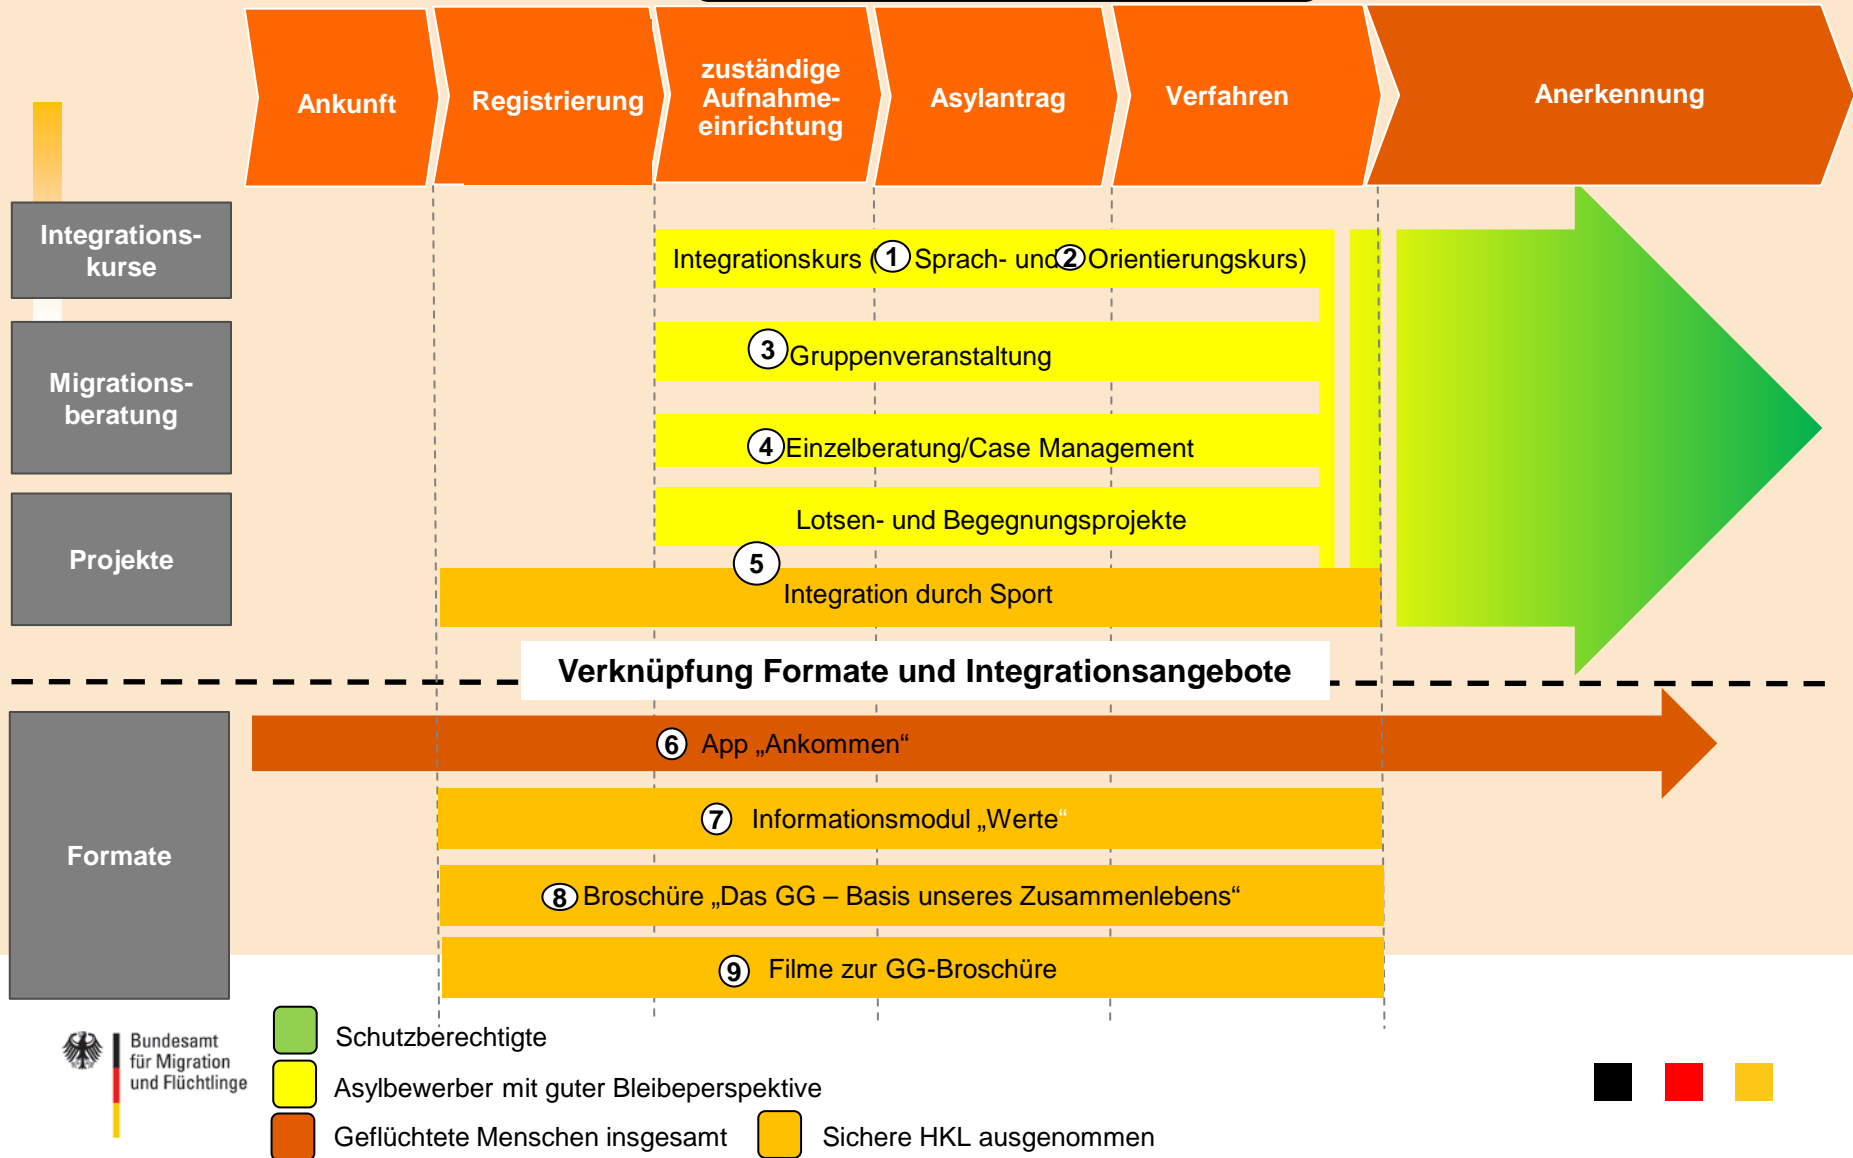 Ankunft
Registrierung
zuständige
Aufnahme-
einrichtung
Asylantrag
Verfahren
Anerkennung
Integrations-
kurse
Integrationskurs (1 Sprach- und 2 Orientierungskurs)
Migrations-
beratung
3 Gruppenveranstaltung
4 Einzelberatung/Case Management
Projekte
Lotsen- und Begegnungsprojekte
5
Integration durch Sport
Verknüpfung Formate und Integrationsangebote
Formate
6 App „Ankommen“
7 Informationsmodul „Werte“
8 Broschüre „Das GG – Basis unseres Zusammenlebens“
9 Filme zur GG-Broschüre
Bundesamt
für Migration
und Flüchtlinge
Schutzberechtigte
Asylbewerber mit guter Bleibeperspektive
Geflüchtete Menschen insgesamt
Sichere HKL ausgenommen